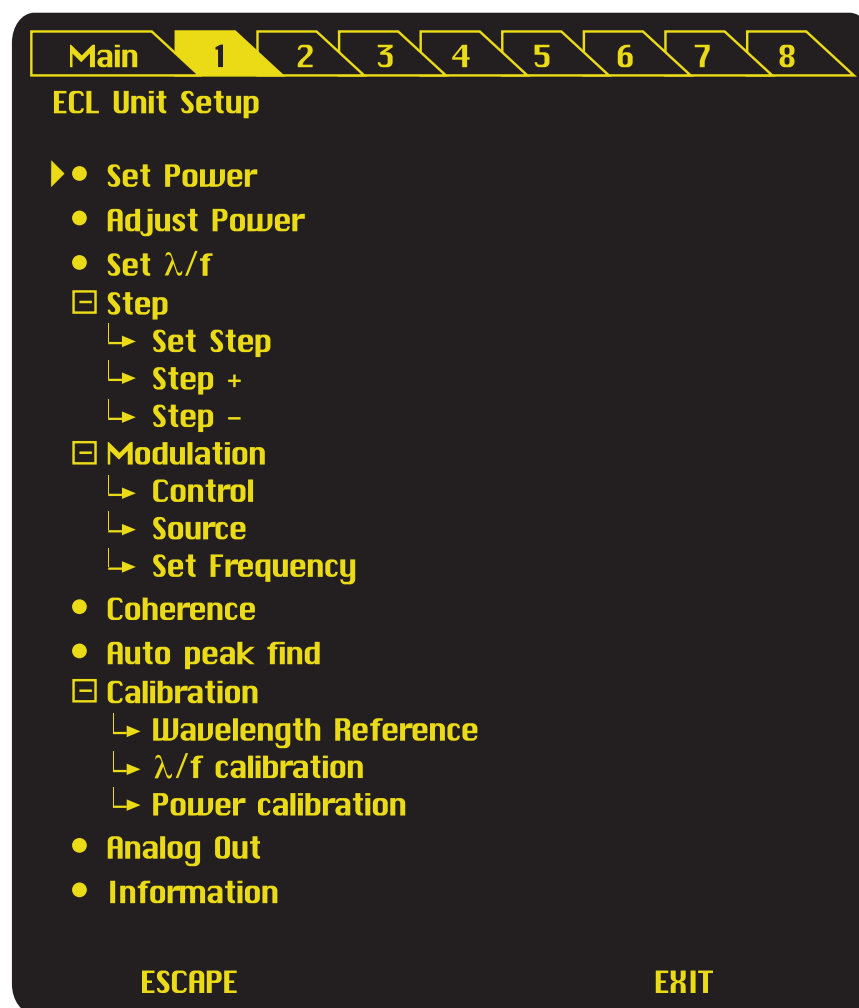 Main 1 2 3 4 5 6 7 8
ECL Unit Setup
Set Power
Adjust Power
Set λ/f
Step
Set Step
Step +
Step –
Modulation
Control
Source
Set Frequency
Coherence
Auto peak find
Calibration
Wavelength Reference
λ/f calibration
Power calibration
Analog Out
Information
ESCAPE EXIT